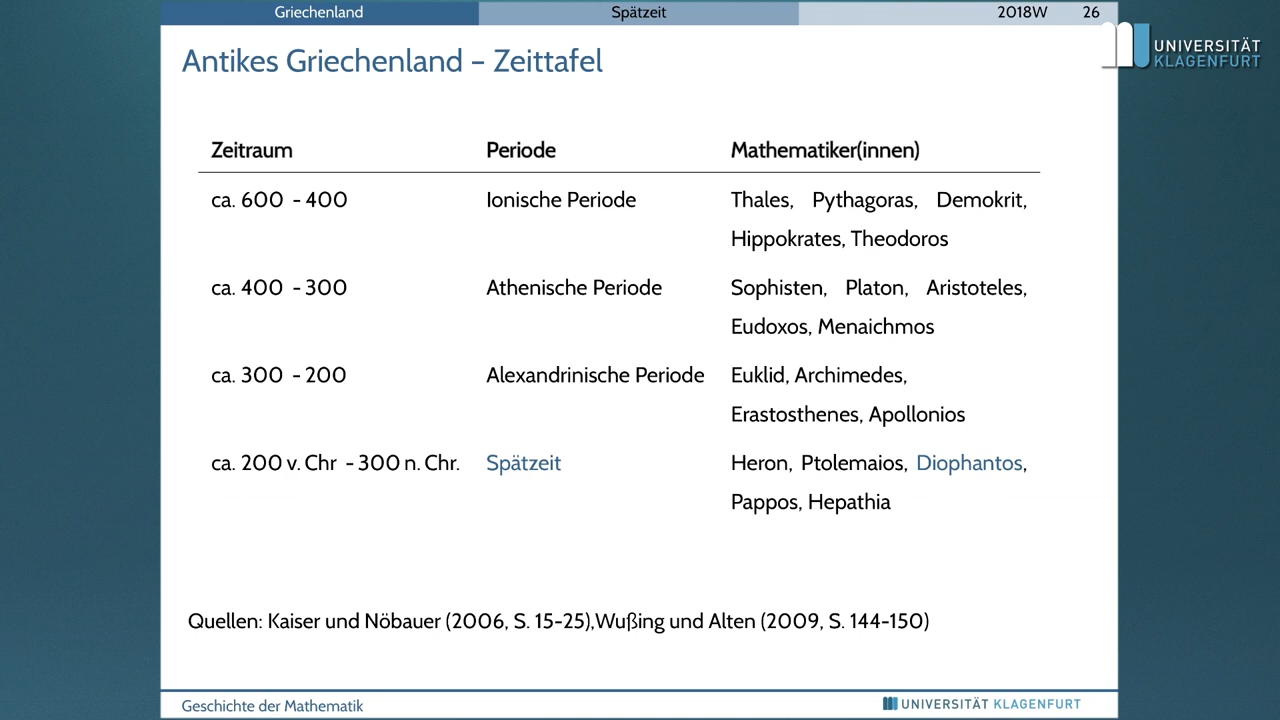 Griechenland Spätzeit 2018W 26
UNIVERSITÄT
KLAGENFURT
Antikes Griechenland – Zeittafel
Zeitraum Periode Mathematiker(innen)
ca. 600 - 400 Ionische Periode Thales, Pythagoras, Demokrit,
Hippokrates, Theodoros
ca. 400 - 300 Athenische Periode Sophisten, Platon, Aristoteles,
Eudoxos, Menaichmos
ca. 300 - 200 Alexandrinische Periode Euklid, Archimedes,
Erastosthenes, Apollonios
ca. 200 v. Chr - 300 n. Chr. Spätzeit Heron, Ptolemaios, Diophantos,
Pappos, Hepathia
Quellen: Kaiser und Nöbauer (2006, S. 15-25),Wußing und Alten (2009, S. 144-150)
Geschichte der Mathematik UNIVERSITÄT KLAGENFURT